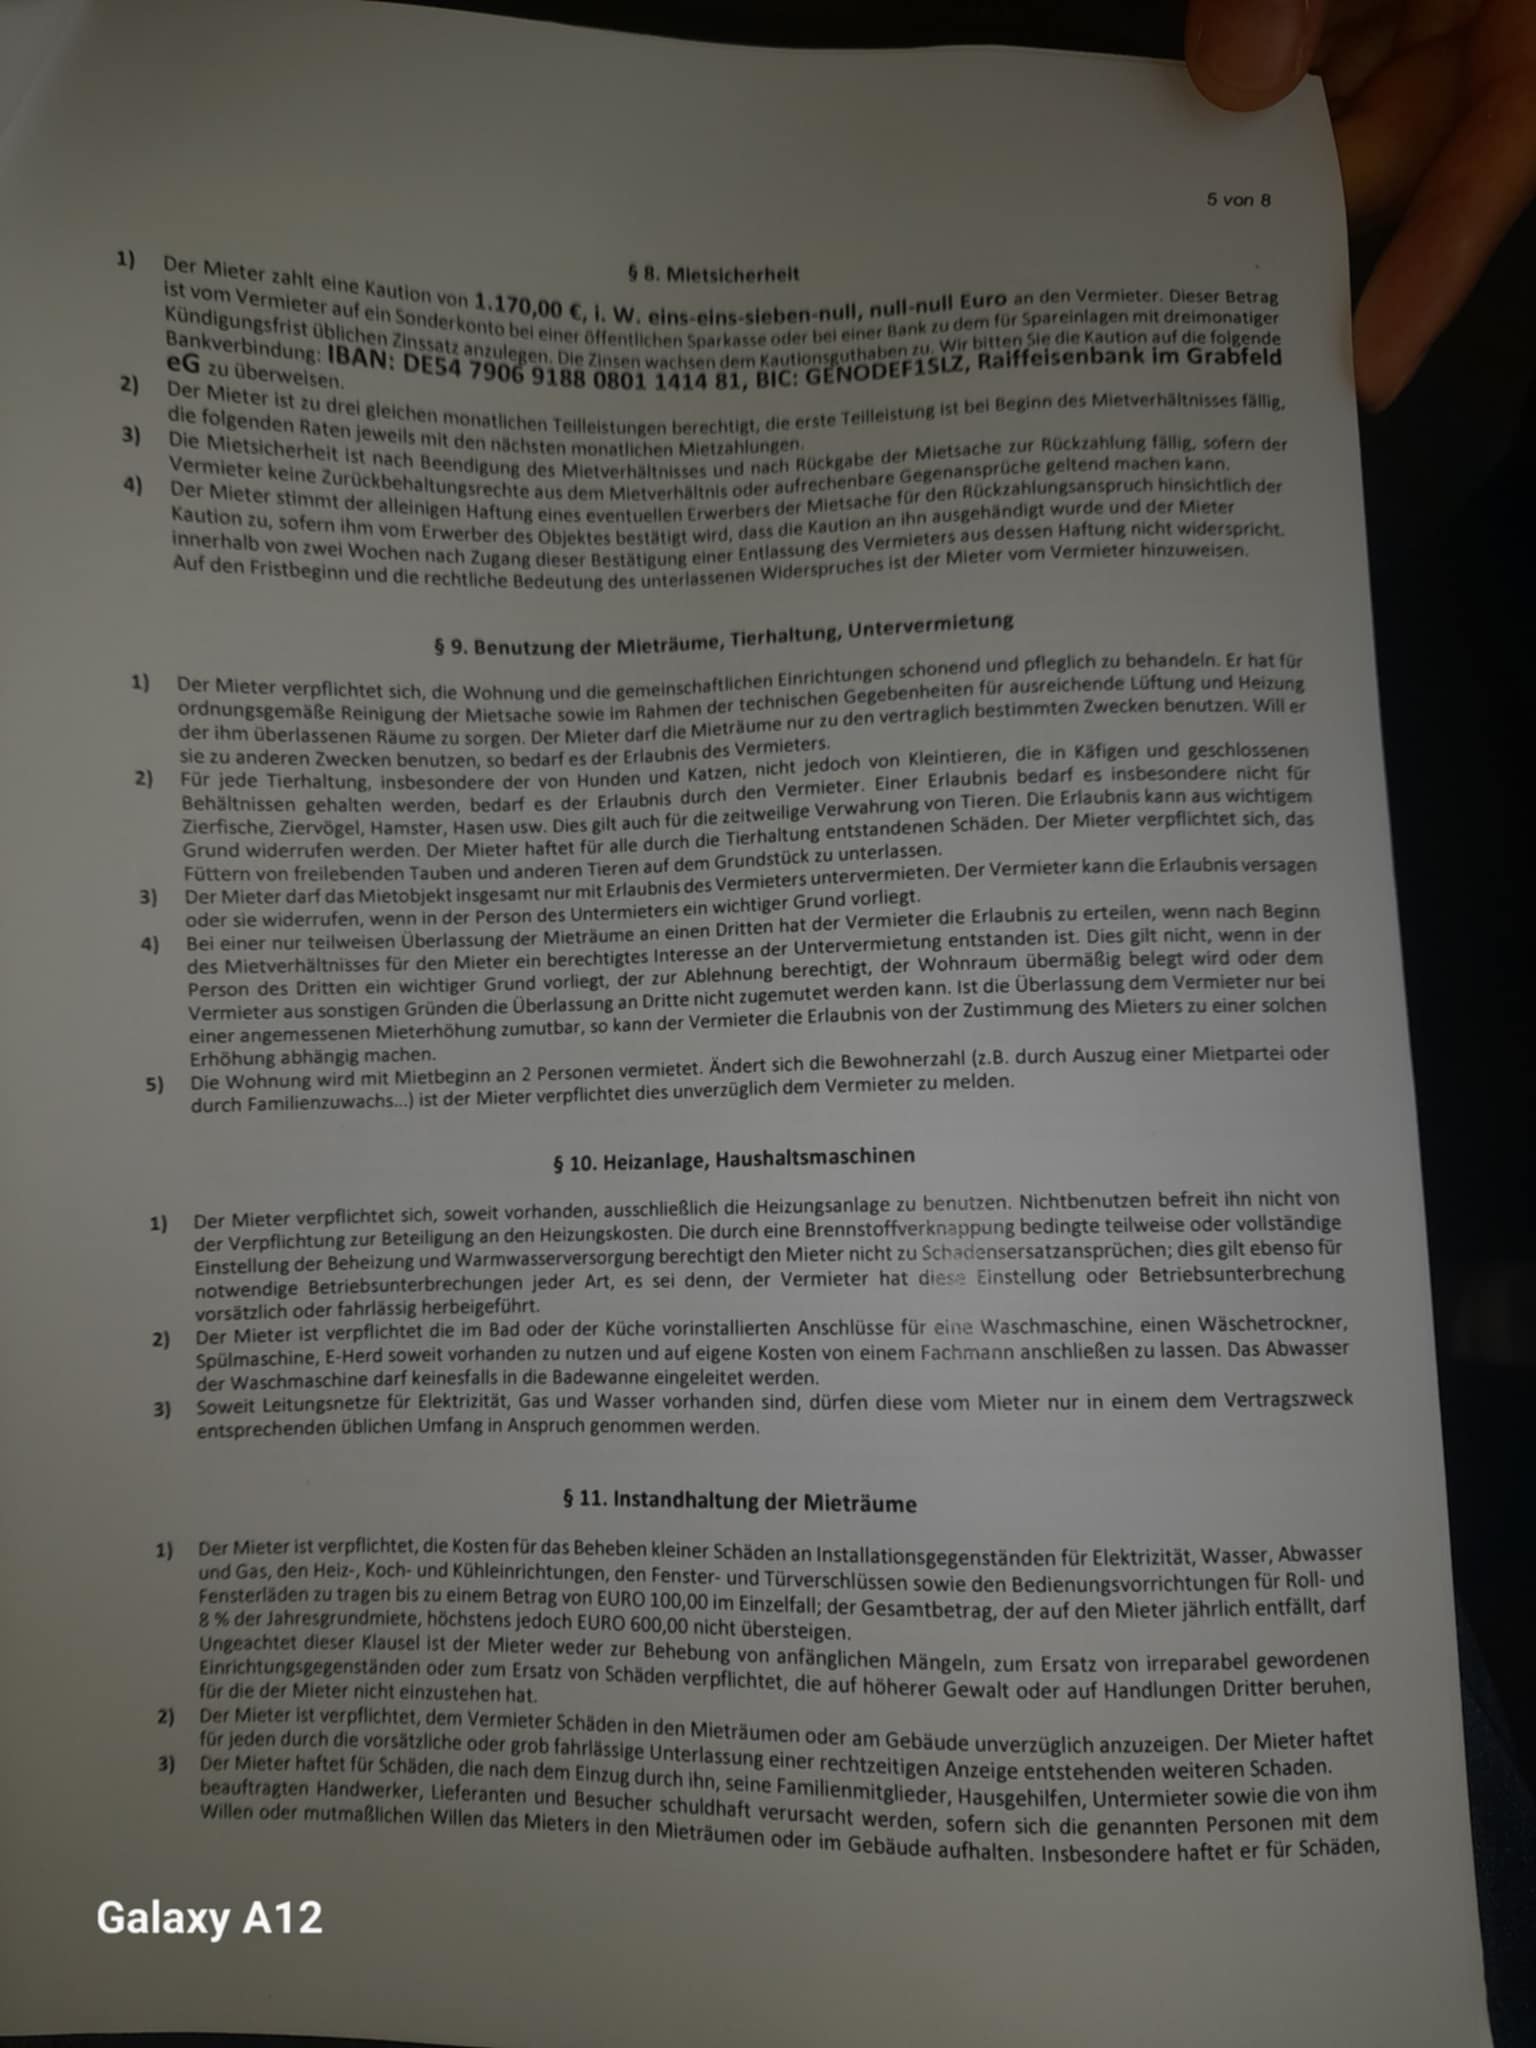 5 von 8
§ 8. Mietsicherheit
1) Der Mieter zahlt eine Kaution von 1.170,00 €, i. W. eins-eins-sieben-null, null-null Euro an den Vermieter. Dieser Betrag
ist vom Vermieter auf ein Sonderkonto bei einer öffentlichen Sparkasse oder bei einer Bank zu dem für Spareinlagen mit dreimonatiger
Kündigungsfrist üblichen Zinssatz anzulegen. Die Zinsen wachsen dem Kautionsguthaben zu. Wir bitten Sie die Kaution auf die folgende
Bankverbindung: IBAN: DE54 7906 9188 0801 1414 81, BIC: GENODEF1SLZ, Raiffeisenbank im Grabfeld
eG zu überweisen.
2) Der Mieter ist zu drei gleichen monatlichen Teilleistungen berechtigt, die erste Teilleistung ist bei Beginn des Mietverhältnisses fällig,
die folgenden Raten jeweils mit den nächsten monatlichen Mietzahlungen.
3) Die Mietsicherheit ist nach Beendigung des Mietverhältnisses und nach Rückgabe der Mietsache zur Rückzahlung fällig, sofern der
Vermieter keine Zurückbehaltungsrechte aus dem Mietverhältnis oder aufrechenbare Gegenansprüche geltend machen kann.
4) Der Mieter stimmt der alleinigen Haftung eines eventuellen Erwerbers der Mietsache für den Rückzahlungsanspruch hinsichtlich der
Kaution zu, sofern ihm vom Erwerber des Objektes bestätigt wird, dass die Kaution an ihn ausgehändigt wurde und der Mieter
innerhalb von zwei Wochen nach Zugang dieser Bestätigung einer Entlassung des Vermieters aus dessen Haftung nicht widerspricht.
Auf den Fristbeginn und die rechtliche Bedeutung des unterlassenen Widerspruches ist der Mieter vom Vermieter hinzuweisen.
§ 9. Benutzung der Mieträume, Tierhaltung, Untervermietung
1) Der Mieter verpflichtet sich, die Wohnung und die gemeinschaftlichen Einrichtungen schonend und pfleglich zu behandeln. Er hat für
ordnungsgemäße Reinigung der Mietsache sowie im Rahmen der technischen Gegebenheiten für ausreichende Lüftung und Heizung
der ihm überlassenen Räume zu sorgen. Der Mieter darf die Mieträume nur zu den vertraglich bestimmten Zwecken benutzen. Will er
sie zu anderen Zwecken benutzen, so bedarf es der Erlaubnis des Vermieters.
2) Für jede Tierhaltung, insbesondere der von Hunden und Katzen, nicht jedoch von Kleintieren, die in Käfigen und geschlossenen
Behältnissen gehalten werden, bedarf es der Erlaubnis durch den Vermieter. Einer Erlaubnis bedarf es insbesondere nicht für
Zierfische, Ziervögel, Hamster, Hasen usw. Dies gilt auch für die zeitweilige Verwahrung von Tieren. Die Erlaubnis kann aus wichtigem
Grund widerrufen werden. Der Mieter haftet für alle durch die Tierhaltung entstandenen Schäden. Der Mieter verpflichtet sich, das
Füttern von freilebenden Tauben und anderen Tieren auf dem Grundstück zu unterlassen.
3) Der Mieter darf das Mietobjekt insgesamt nur mit Erlaubnis des Vermieters untervermieten. Der Vermieter kann die Erlaubnis versagen
oder sie widerrufen, wenn in der Person des Untermieters ein wichtiger Grund vorliegt.
4) Bei einer nur teilweisen Überlassung der Mieträume an einen Dritten hat der Vermieter die Erlaubnis zu erteilen, wenn nach Beginn
des Mietverhältnisses für den Mieter ein berechtigtes Interesse an der Untervermietung entstanden ist. Dies gilt nicht, wenn in der
Person des Dritten ein wichtiger Grund vorliegt, der zur Ablehnung berechtigt, der Wohnraum übermäßig belegt wird oder dem
Vermieter aus sonstigen Gründen die Überlassung an Dritte nicht zugemutet werden kann. Ist die Überlassung dem Vermieter nur bei
einer angemessenen Mieterhöhung zumutbar, so kann der Vermieter die Erlaubnis von der Zustimmung des Mieters zu einer solchen
Erhöhung abhängig machen.
5) Die Wohnung wird mit Mietbeginn an 2 Personen vermietet. Ändert sich die Bewohnerzahl (z.B. durch Auszug einer Mietpartei oder
durch Familienzuwachs...) ist der Mieter verpflichtet dies unverzüglich dem Vermieter zu melden.
§ 10. Heizanlage, Haushaltsmaschinen
1) Der Mieter verpflichtet sich, soweit vorhanden, ausschließlich die Heizungsanlage zu benutzen. Nichtbenutzen befreit ihn nicht von
der Verpflichtung zur Beteiligung an den Heizungskosten. Die durch eine Brennstoffverknappung bedingte teilweise oder vollständige
Einstellung der Beheizung und Warmwasserversorgung berechtigt den Mieter nicht zu Schadensersatzansprüchen; dies gilt ebenso für
notwendige Betriebsunterbrechungen jeder Art, es sei denn, der Vermieter hat diese Einstellung oder Betriebsunterbrechung
vorsätzlich oder fahrlässig herbeigeführt.
2) Der Mieter ist verpflichtet die im Bad oder der Küche vorinstallierten Anschlüsse für eine Waschmaschine, einen Wäschetrockner,
Spülmaschine, E-Herd soweit vorhanden zu nutzen und auf eigene Kosten von einem Fachmann anschließen zu lassen. Das Abwasser
der Waschmaschine darf keinesfalls in die Badewanne eingeleitet werden.
3) Soweit Leitungsnetze für Elektrizität, Gas und Wasser vorhanden sind, dürfen diese vom Mieter nur in einem dem Vertragszweck
entsprechenden üblichen Umfang in Anspruch genommen werden.
§ 11. Instandhaltung der Mieträume
1) Der Mieter ist verpflichtet, die Kosten für das Beheben kleiner Schäden an Installationsgegenständen für Elektrizität, Wasser, Abwasser
und Gas, den Heiz-, Koch- und Kühleinrichtungen, den Fenster- und Türverschlüssen sowie den Bedienungsvorrichtungen für Roll- und
Fensterläden zu tragen bis zu einem Betrag von EURO 100,00 im Einzelfall; der Gesamtbetrag, der auf den Mieter jährlich entfällt, darf
8 % der Jahresgrundmiete, höchstens jedoch EURO 600,00 nicht übersteigen.
Ungeachtet dieser Klausel ist der Mieter weder zur Behebung von anfänglichen Mängeln, zum Ersatz von irreparabel gewordenen
Einrichtungsgegenständen oder zum Ersatz von Schäden verpflichtet, die auf höherer Gewalt oder auf Handlungen Dritter beruhen,
für die der Mieter nicht einzustehen hat.
2) Der Mieter ist verpflichtet, dem Vermieter Schäden in den Mieträumen oder am Gebäude unverzüglich anzuzeigen. Der Mieter haftet
für jeden durch die vorsätzliche oder grob fahrlässige Unterlassung einer rechtzeitigen Anzeige entstehenden weiteren Schaden.
3) Der Mieter haftet für Schäden, die nach dem Einzug durch ihn, seine Familienmitglieder, Hausgehilfen, Untermieter sowie die von ihm
beauftragten Handwerker, Lieferanten und Besucher schuldhaft verursacht werden, sofern sich die genannten Personen mit dem
Willen oder mutmaßlichen Willen das Mieters in den Mieträumen oder im Gebäude aufhalten. Insbesondere haftet er für Schäden,
Galaxy A12